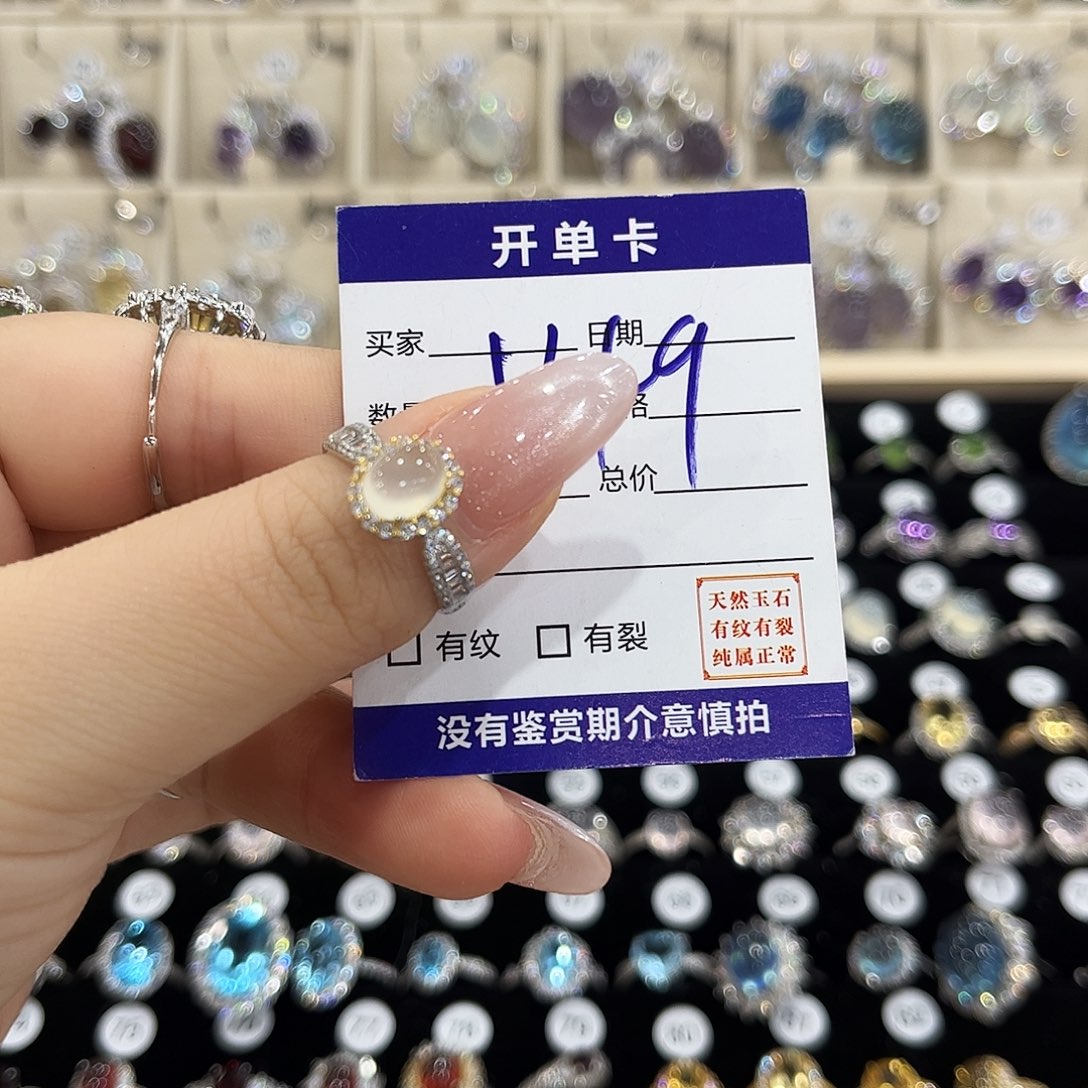 开单卡
买家 日期
149
总价
有纹 有裂
天然玉石
有纹有裂
纯属正常
没有鉴赏期介意慎拍